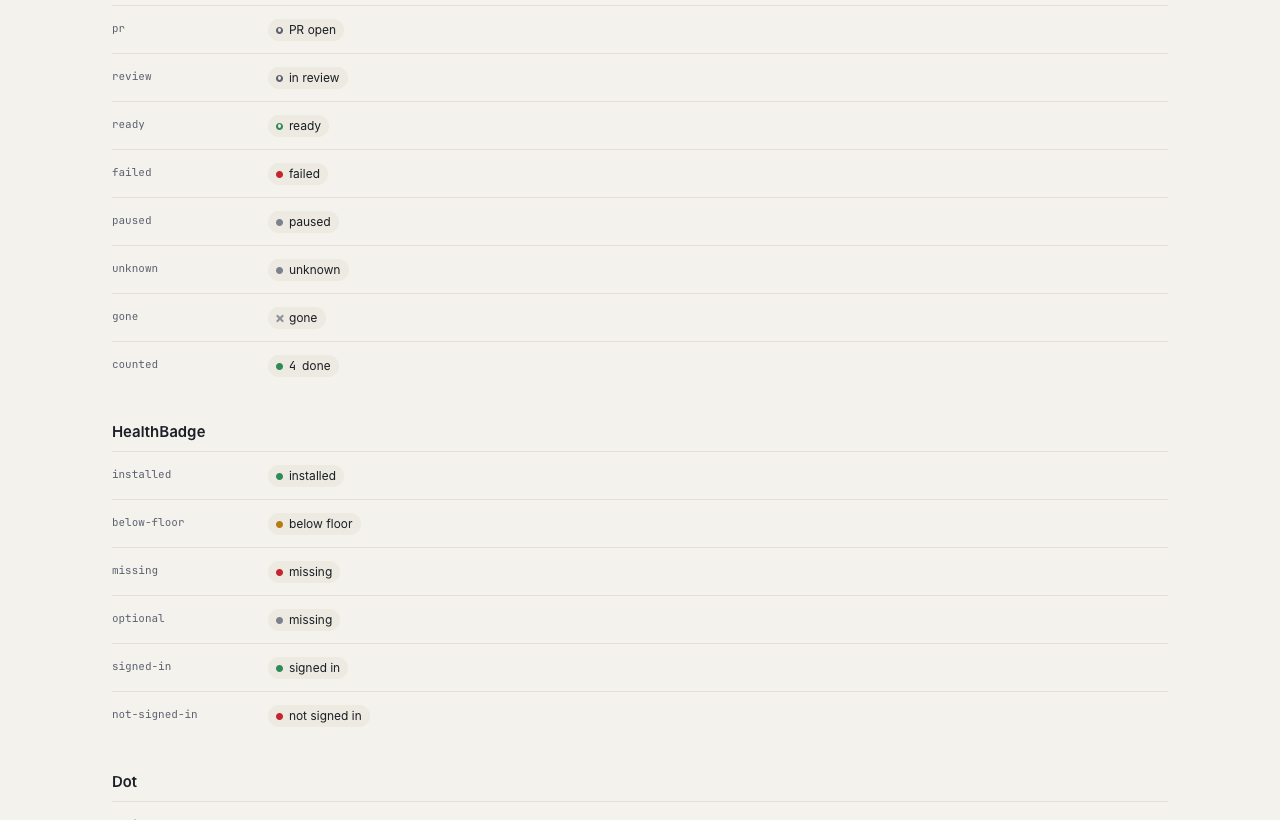 pr PR open
review in review
ready ready
failed failed
paused paused
unknown unknown
gone gone
counted 4 done
HealthBadge
installed installed
below-floor below floor
missing missing
optional missing
signed-in signed in
not-signed-in not signed in
Dot